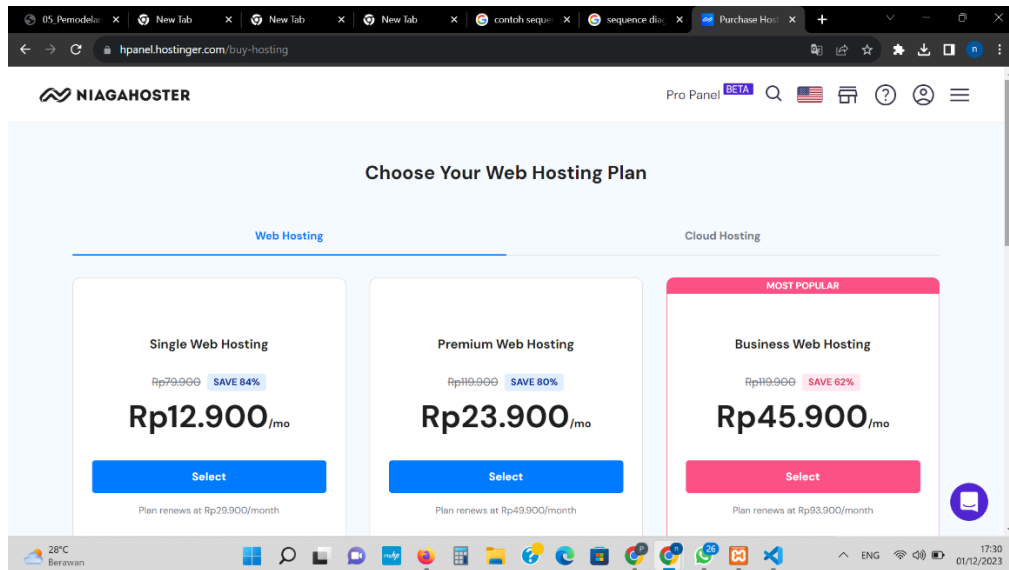 05_Pemodelan
New Tab
New Tab
New Tab
contoh seque
sequence diag
Purchase Host
hpanel.hostinger.com/buy-hosting
n
NIAGAHOSTER
Pro Panel BETA
Choose Your Web Hosting Plan
Web Hosting
Cloud Hosting
MOST POPULAR
Single Web Hosting
Rp79.900 SAVE 84%
Rp12.900/mo
Select
Plan renews at Rp29.900/month
Premium Web Hosting
Rp119.900 SAVE 80%
Rp23.900/mo
Select
Plan renews at Rp49.900/month
Business Web Hosting
Rp119.900 SAVE 62%
Rp45.900/mo
Select
Plan renews at Rp93.900/month
28°C
Berawan
26
ENG
17:30
01/12/2023